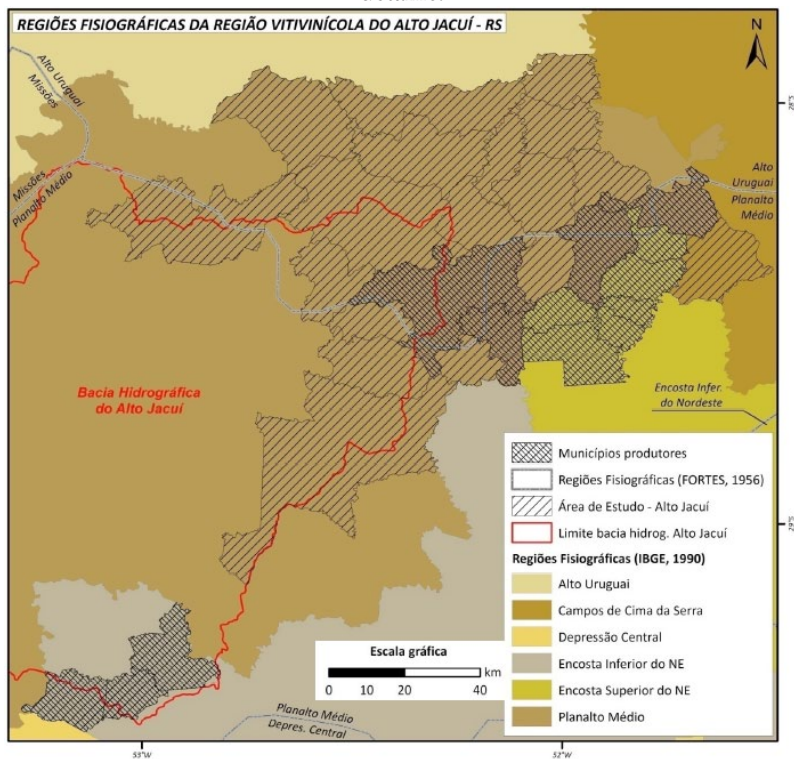 REGIÕES FISIOGRÁFICAS DA REGIÃO VITIVINÍCOLA DO ALTO JACUÍ - RS
N
28°S
Alto Uruguai
Missões
Missões
Planalto Médio
Alto
Uruguai
Planalto
Médio
Bacia Hidrográfica
do Alto Jacuí
Encosta Infer.
do Nordeste
Municípios produtores
Regiões Fisiográficas (FORTES, 1956)
Área de Estudo - Alto Jacuí
Limite bacia hidrog. Alto Jacuí
29°S
Regiões Fisiográficas (IBGE, 1990)
Alto Uruguai
Campos de Cima da Serra
Depressão Central
Encosta Inferior do NE
Encosta Superior do NE
Planalto Médio
Escala gráfica
km
0 10 20 40
Planalto Médio
Depres. Central
53°W
52°W